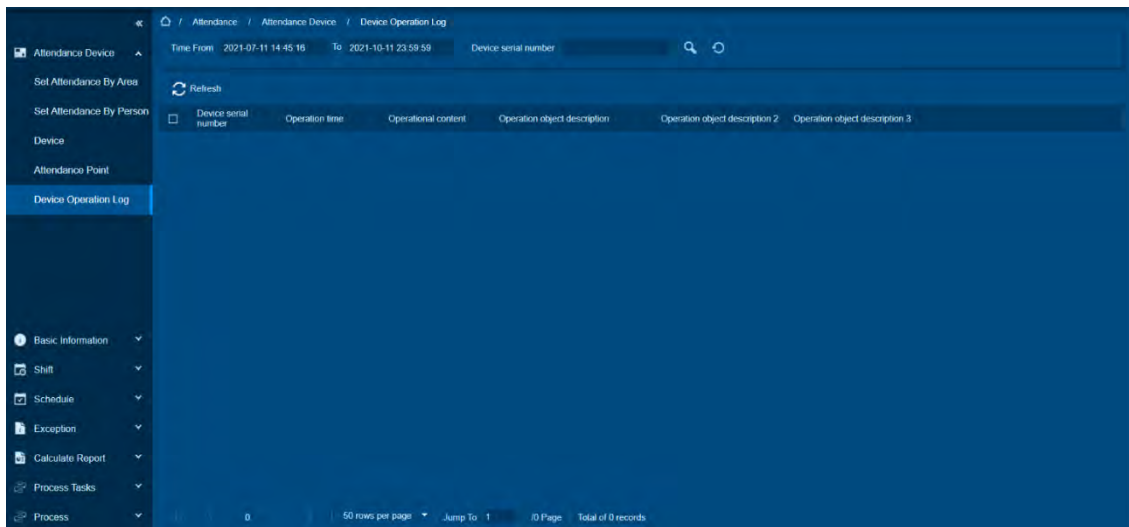 « / Attendance / Attendance Device / Device Operation Log
Attendance Device
Time From 2021-07-11 14:45:16 To 2021-10-11 23:59:59 Device serial number
Set Attendance By Area
Refresh
Set Attendance By Person
Device serial number Operation time Operational content Operation object description Operation object description 2 Operation object description 3
Device
Attendance Point
Device Operation Log
Basic Information
Shift
Schedule
Exception
Calculate Report
Process Tasks
Process
0 50 rows per page Jump To 1 /0 Page Total of 0 records